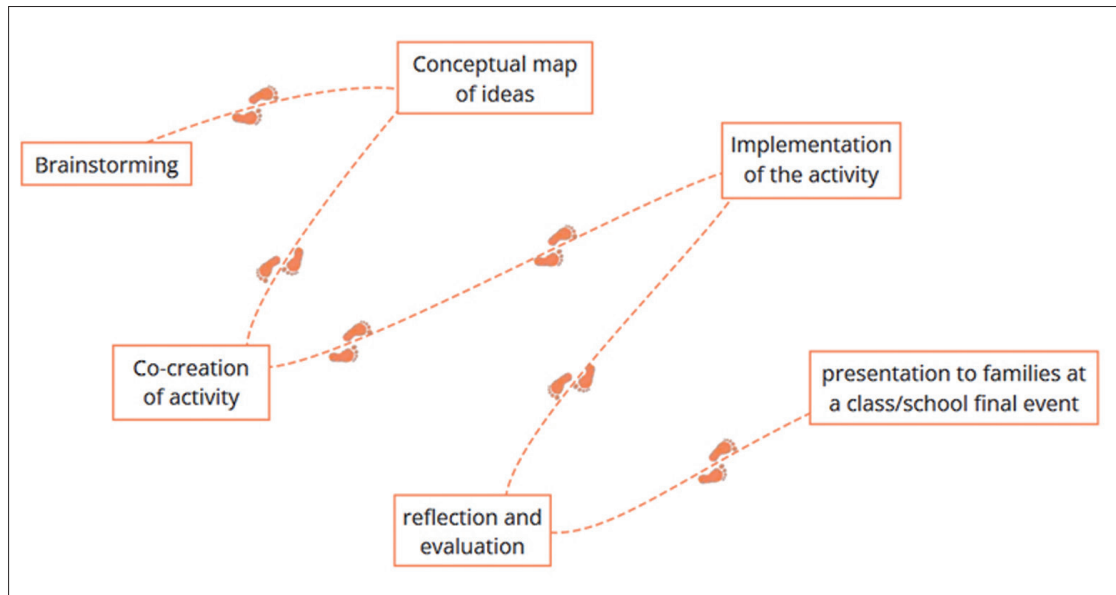 Conceptual map
of ideas
Brainstorming
Implementation
of the activity
Co-creation
of activity
presentation to families at
a class/school final event
reflection and
evaluation